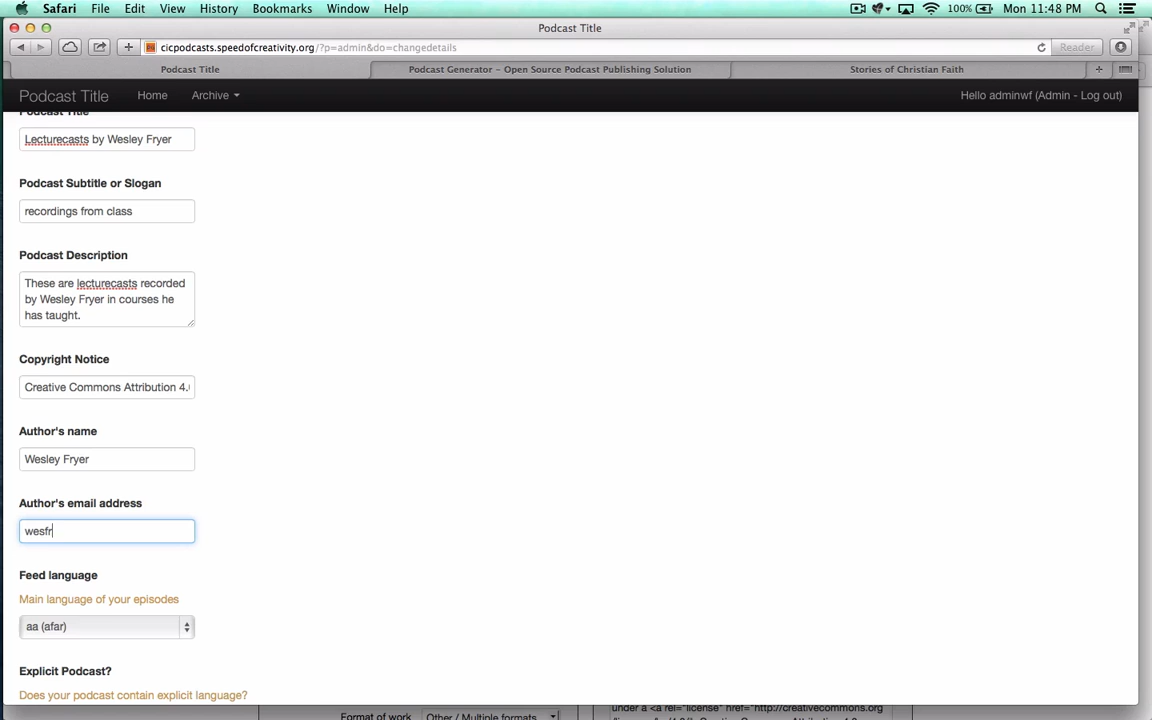 Safari File Edit View History Bookmarks Window Help 100% Mon 11:48 PM
Podcast Title
cicpodcasts.speedofcreativity.org/?p=admin&do=changedetails Reader
Podcast Title Podcast Generator - Open Source Podcast Publishing Solution Stories of Christian Faith +
Podcast Title Home Archive Hello adminwf (Admin - Log out)
Podcast Title
Lecturecasts by Wesley Fryer
Podcast Subtitle or Slogan
recordings from class
Podcast Description
These are lecturecasts recorded
by Wesley Fryer in courses he
has taught.
Copyright Notice
Creative Commons Attribution 4.
Author's name
Wesley Fryer
Author's email address
wesfr
Feed language
Main language of your episodes
aa (afar)
Explicit Podcast?
Does your podcast contain explicit language?
Format of work Other / Multiple formats under a <a rel="license" href="http://creativecommons.org